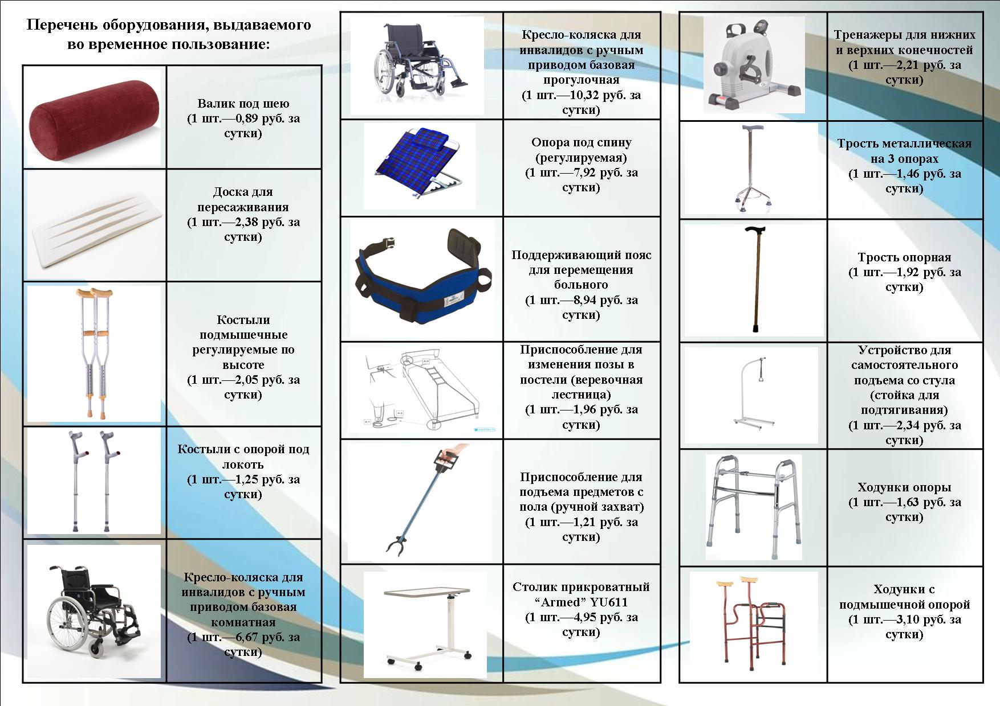 Перечень оборудования, выдаваемого
во временное пользование:
Валик под шею
(1 шт.—0,89 руб. за
сутки)
Доска для
пересаживания
(1 шт.—2,38 руб. за
сутки)
Костыли
подмышечные
регулируемые по
высоте
(1 шт.—2,05 руб. за
сутки)
Костыли с опорой под
локоть
(1 шт.—1,25 руб. за
сутки)
Кресло-коляска для
инвалидов с ручным
приводом базовая
комнатная
(1 шт.—6,67 руб. за
сутки)
Кресло-коляска для
инвалидов с ручным
приводом базовая
прогулочная
(1 шт.—10,32 руб. за
сутки)
Опора под спину
(регулируемая)
(1 шт.—7,92 руб. за
сутки)
Поддерживающий пояс
для перемещения
больного
(1 шт.—8,94 руб. за
сутки)
Приспособление для
изменения позы в
постели (веревочная
лестница)
(1 шт.—1,96 руб. за
сутки)
Приспособление для
подъема предметов с
пола (ручной захват)
(1 шт.—1,21 руб. за
сутки)
Столик прикроватный
“Armed” YU611
(1 шт.—4,95 руб. за
сутки)
Тренажеры для нижних
и верхних конечностей
(1 шт.—2,21 руб. за
сутки)
Трость металлическая
на 3 опорах
(1 шт.—1,46 руб. за
сутки)
Трость опорная
(1 шт.—1,92 руб. за
сутки)
Устройство для
самостоятельного
подъема со стула
(стойка для
подтягивания)
(1 шт.—2,34 руб. за
сутки)
Ходунки опоры
(1 шт.—1,63 руб. за
сутки)
Ходунки с
подмышечной опорой
(1 шт.—3,10 руб. за
сутки)